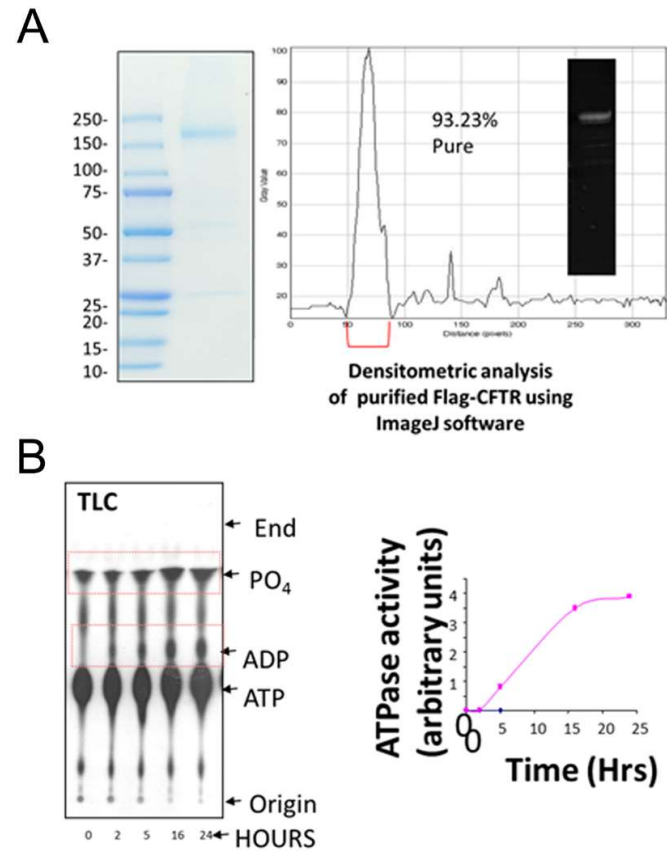 A
250-
150-
100-
75-
50-
37-
25-
20-
15-
10-
100
90
80
70
60
50
40
30
20
Gray Value
93.23%
Pure
0 50 100 150 200 250 300
Distance (pixels)
Densitometric analysis
of purified Flag-CFTR using
ImageJ software
B
TLC
End
PO4
ADP
ATP
Origin
0 2 5 16 24 HOURS
ATPase activity
(arbitrary units)
4
3
2
1
0
0 5 10 15 20 25
Time (Hrs)